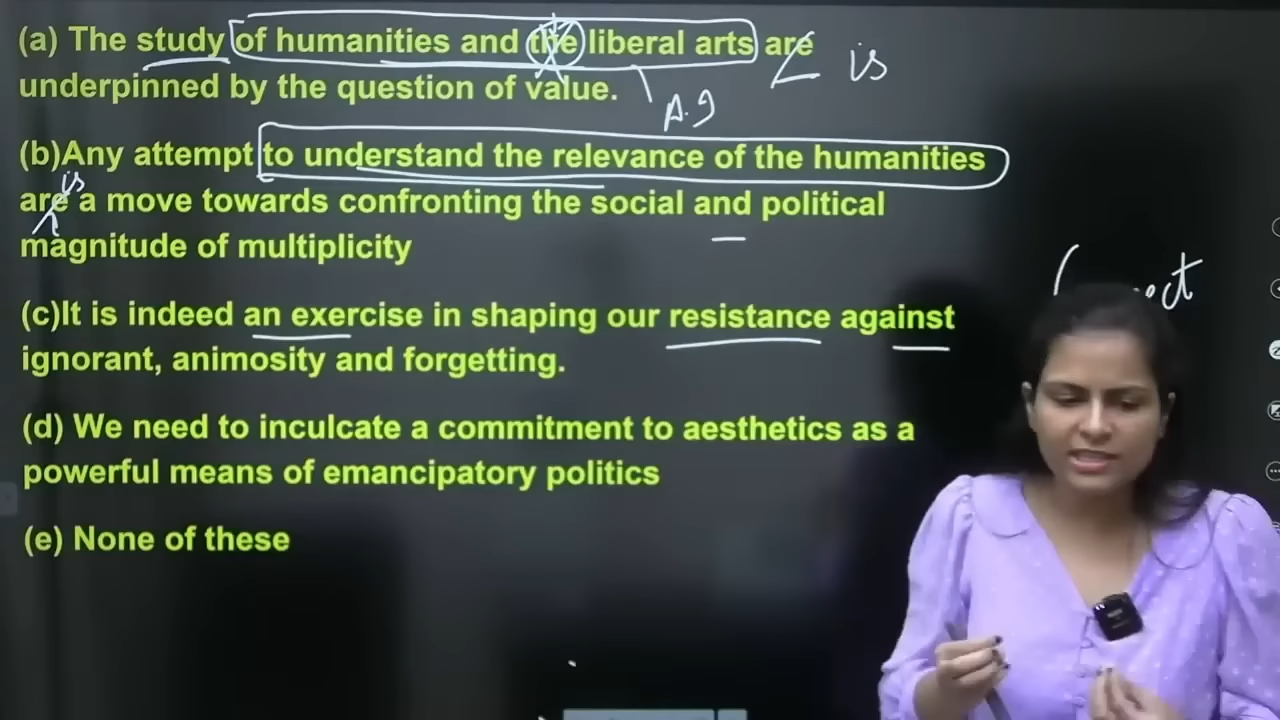 (a) The study of humanities and the liberal arts are
is
underpinned by the question of value.
(b)Any attempt to understand the relevance of the humanities
is
are a move towards confronting the social and political
magnitude of multiplicity
(c)It is indeed an exercise in shaping our resistance against
ignorant, animosity and forgetting.
(d) We need to inculcate a commitment to aesthetics as a
powerful means of emancipatory politics
(e) None of these